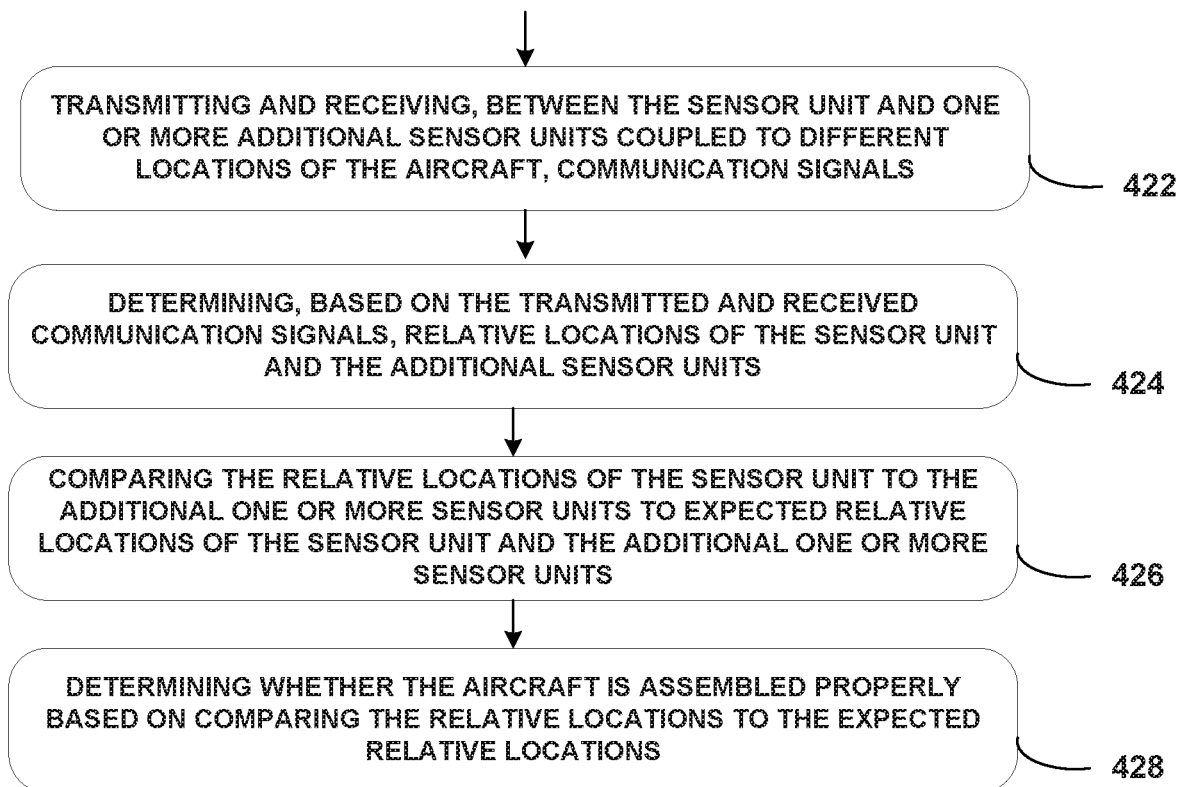 TRANSMITTING AND RECEIVING, BETWEEN THE SENSOR UNIT AND ONE
OR MORE ADDITIONAL SENSOR UNITS COUPLED TO DIFFERENT
LOCATIONS OF THE AIRCRAFT, COMMUNICATION SIGNALS
422
DETERMINING, BASED ON THE TRANSMITTED AND RECEIVED
COMMUNICATION SIGNALS, RELATIVE LOCATIONS OF THE SENSOR UNIT
AND THE ADDITIONAL SENSOR UNITS
424
COMPARING THE RELATIVE LOCATIONS OF THE SENSOR UNIT TO THE
ADDITIONAL ONE OR MORE SENSOR UNITS TO EXPECTED RELATIVE
LOCATIONS OF THE SENSOR UNIT AND THE ADDITIONAL ONE OR MORE
SENSOR UNITS
426
DETERMINING WHETHER THE AIRCRAFT IS ASSEMBLED PROPERLY
BASED ON COMPARING THE RELATIVE LOCATIONS TO THE EXPECTED
RELATIVE LOCATIONS
428